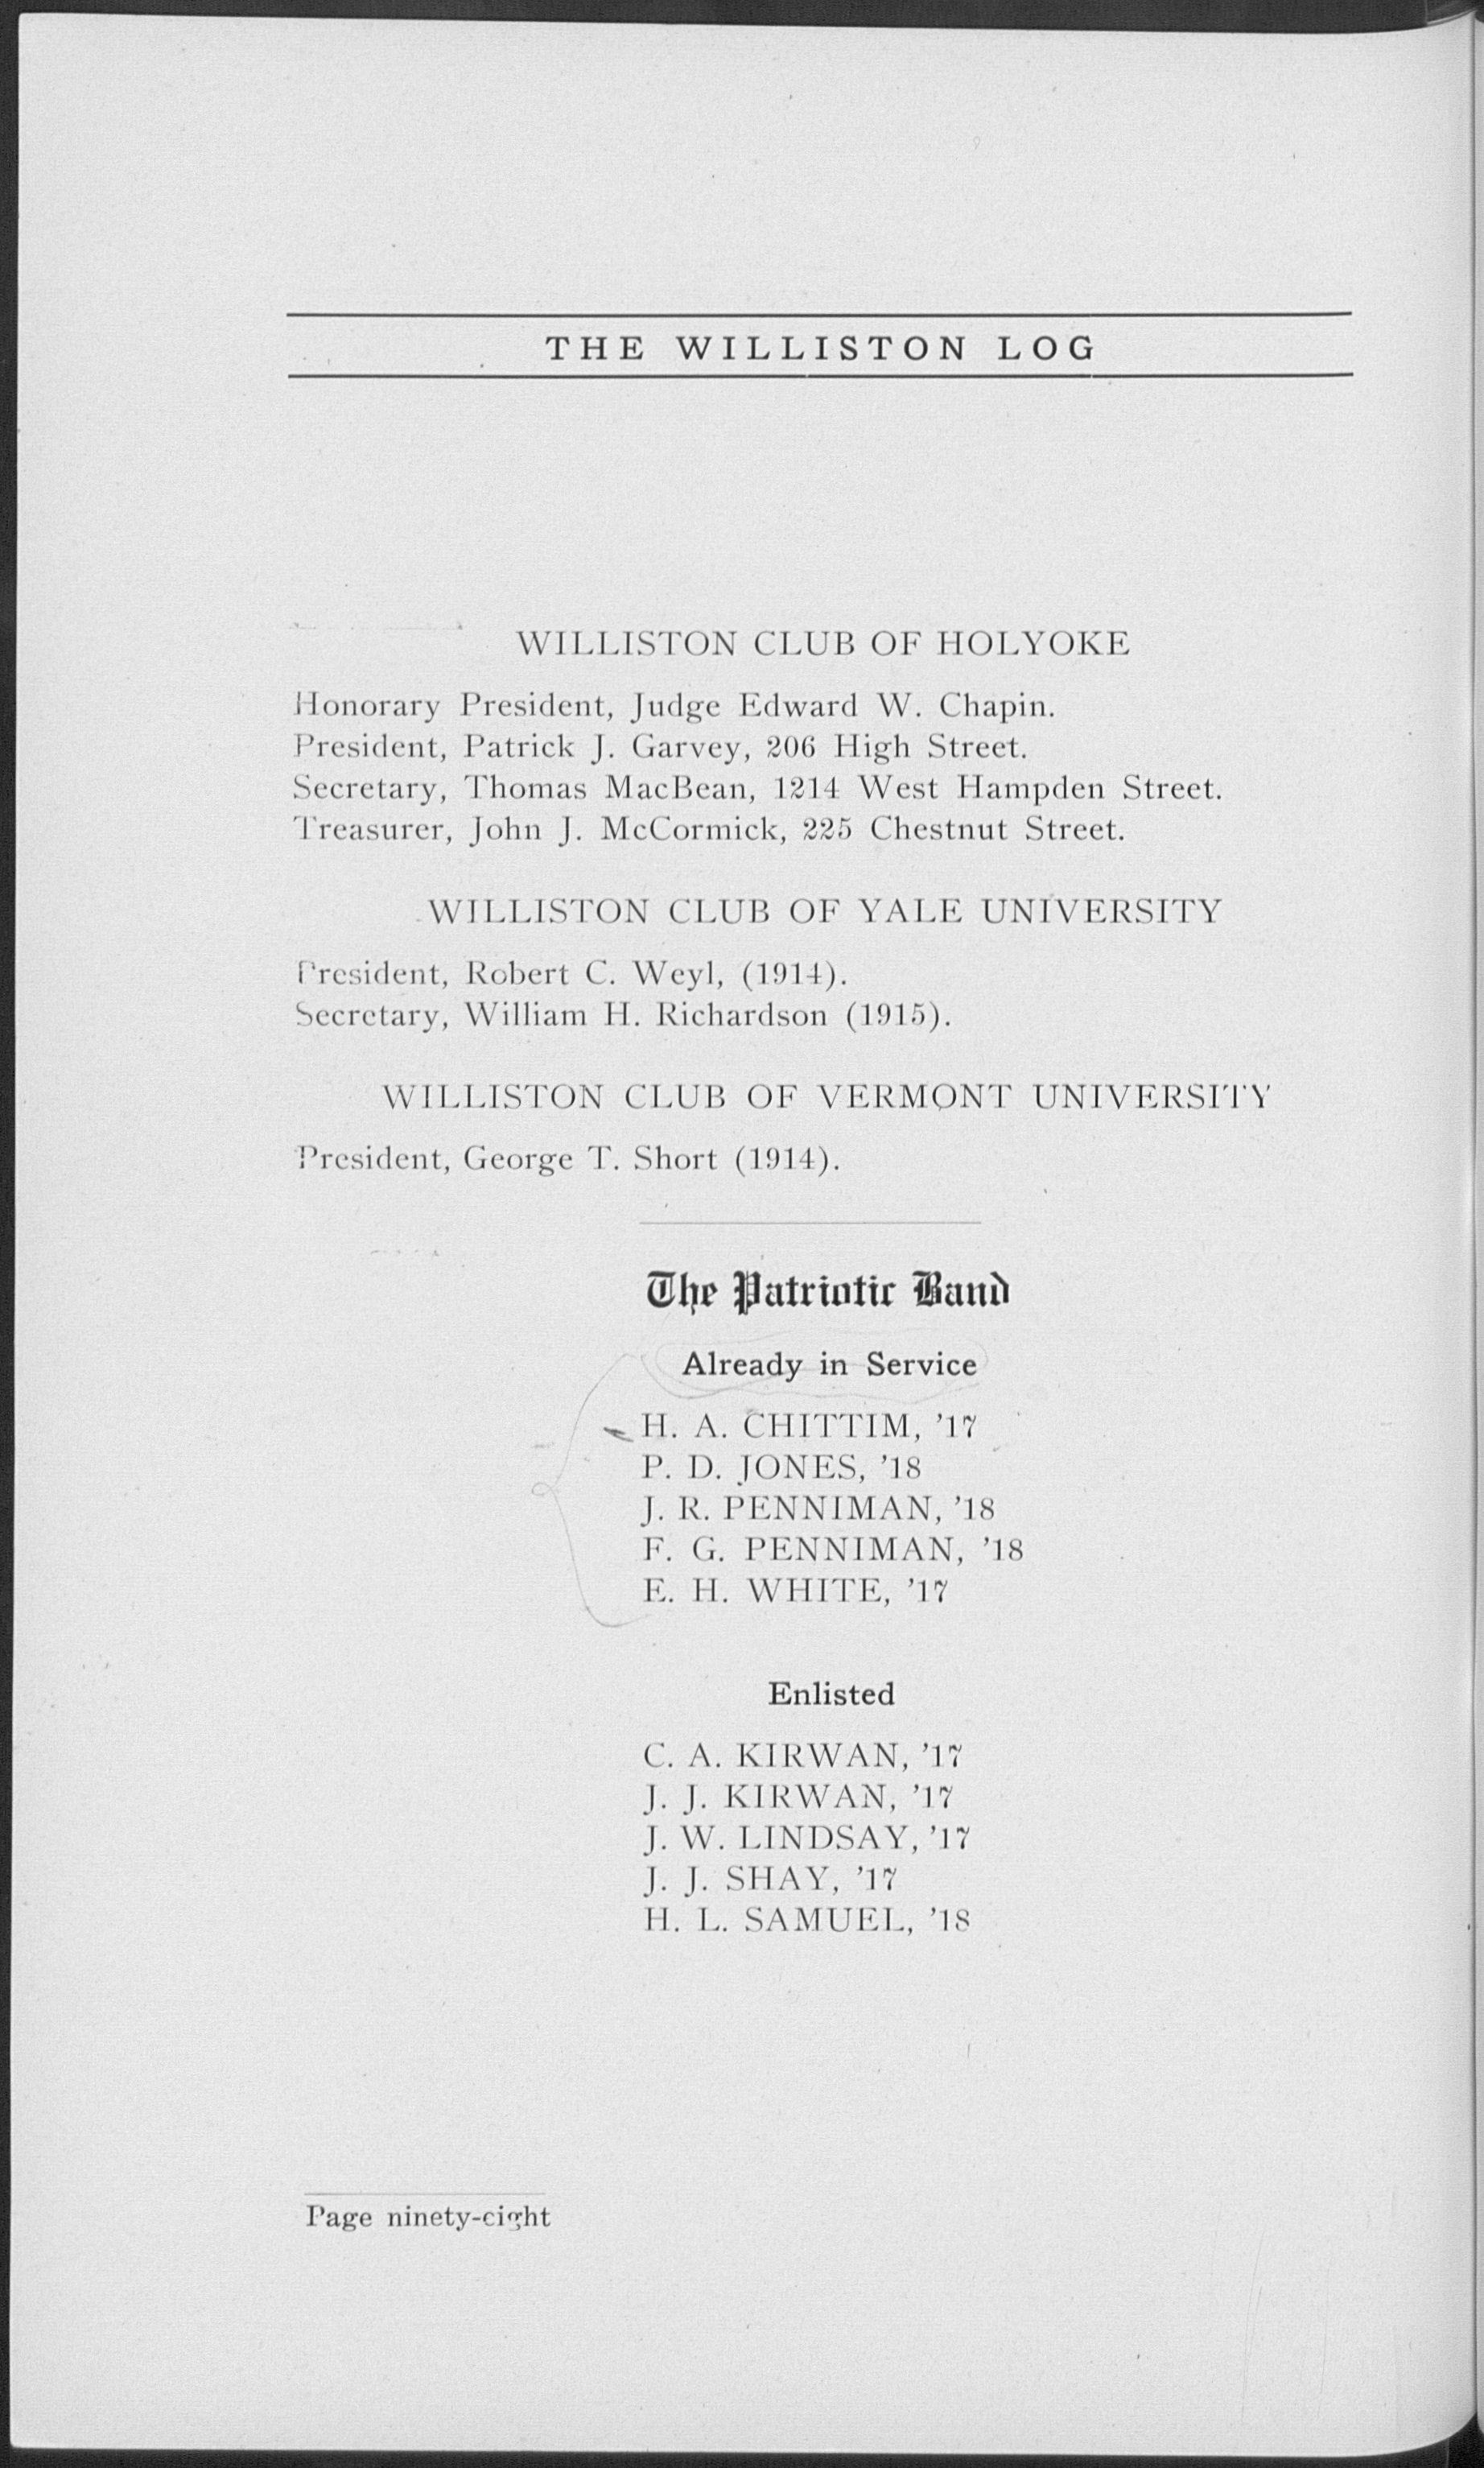 THE WILLISTON LOG
WILLISTON CLUB OF HOLYOKE
Honorary President, Judge Edward W. Chapin.
President, Patrick J. Garvey, 206 High Street.
Secretary, Thomas MacBean, 1214 West Hampden Street.
Treasurer, John J. McCormick, 225 Chestnut Street.
WILLISTON CLUB OF YALE UNIVERSITY
President, Robert C. Weyl, (1914).
Secretary, William H. Richardson (1915).
WILLISTON CLUB OF VERMONT UNIVERSITY
President, George T. Short (1914).
The Patriotic Band
Already in Service
H. A. CHITTIM, '17
P. D. JONES, '18
J. R. PENNIMAN, '18
F. G. PENNIMAN, '18
E. H. WHITE, '17
Enlisted
C. A. KIRWAN, '17
J. J. KIRWAN, '17
J. W. LINDSAY, '17
J. J. SHAY, '17
H. L. SAMUEL, '18
Page ninety-eight